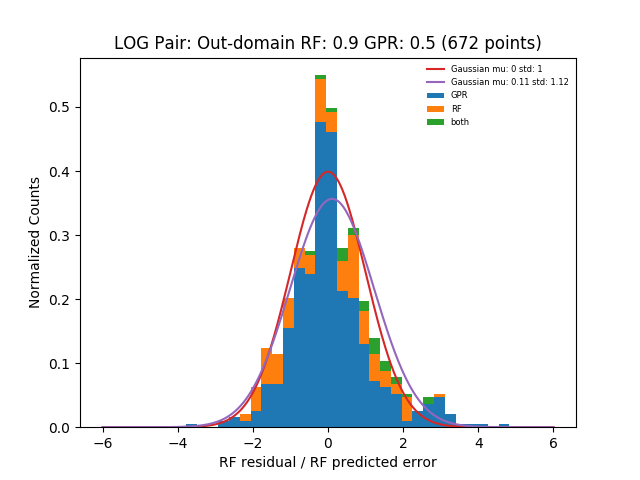 LOG Pair: Out-domain RF: 0.9 GPR: 0.5 (672 points)
Gaussian mu: 0 std: 1
Gaussian mu: 0.11 std: 1.12
GPR
RF
both
Normalized Counts
0.5
0.4
0.3
0.2
0.1
0.0
−6 −4 −2 0 2 4 6
RF residual / RF predicted error